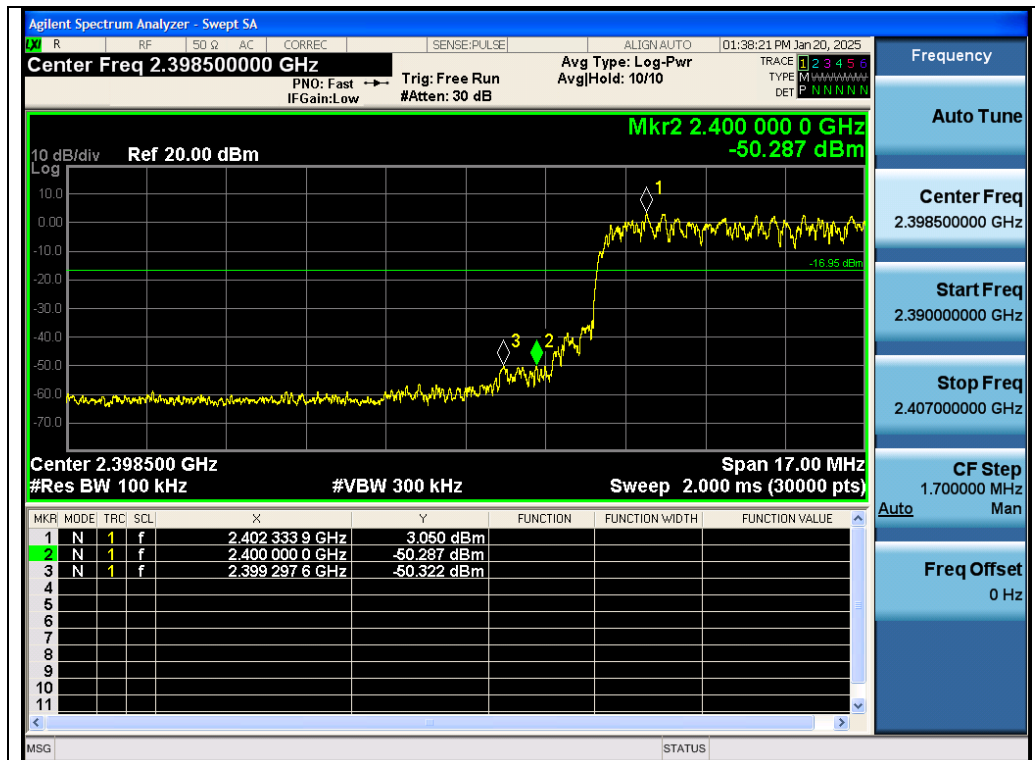 Agilent Spectrum Analyzer - Swept SA
LXI R RF 50 Ω AC CORREC SENSE:PULSE ALIGN AUTO 01:38:21 PM Jan 20, 2025
Center Freq 2.398500000 GHz
PNO: Fast
IFGain:Low
Trig: Free Run
#Atten: 30 dB
Avg Type: Log-Pwr
Avg|Hold: 10/10
TRACE 1 2 3 4 5 6
TYPE M
DET P N N N N N
Mkr2 2.400 000 0 GHz
-50.287 dBm
10 dB/div Ref 20.00 dBm
Log
10.0
0.00
-10.0
-20.0
-30.0
-40.0
-50.0
-60.0
-70.0
1
-16.95 dBm
3
2
Center 2.398500 GHz Span 17.00 MHz
#Res BW 100 kHz #VBW 300 kHz Sweep 2.000 ms (30000 pts)
MKR MODE TRC SCL X Y FUNCTION FUNCTION WIDTH FUNCTION VALUE
1 N 1 f 2.402 333 9 GHz 3.050 dBm
2 N 1 f 2.400 000 0 GHz -50.287 dBm
3 N 1 f 2.399 297 6 GHz -50.322 dBm
4
5
6
7
8
9
10
11
MSG STATUS
Frequency
Auto Tune
Center Freq
2.398500000 GHz
Start Freq
2.390000000 GHz
Stop Freq
2.407000000 GHz
CF Step
1.700000 MHz
Auto Man
Freq Offset
0 Hz